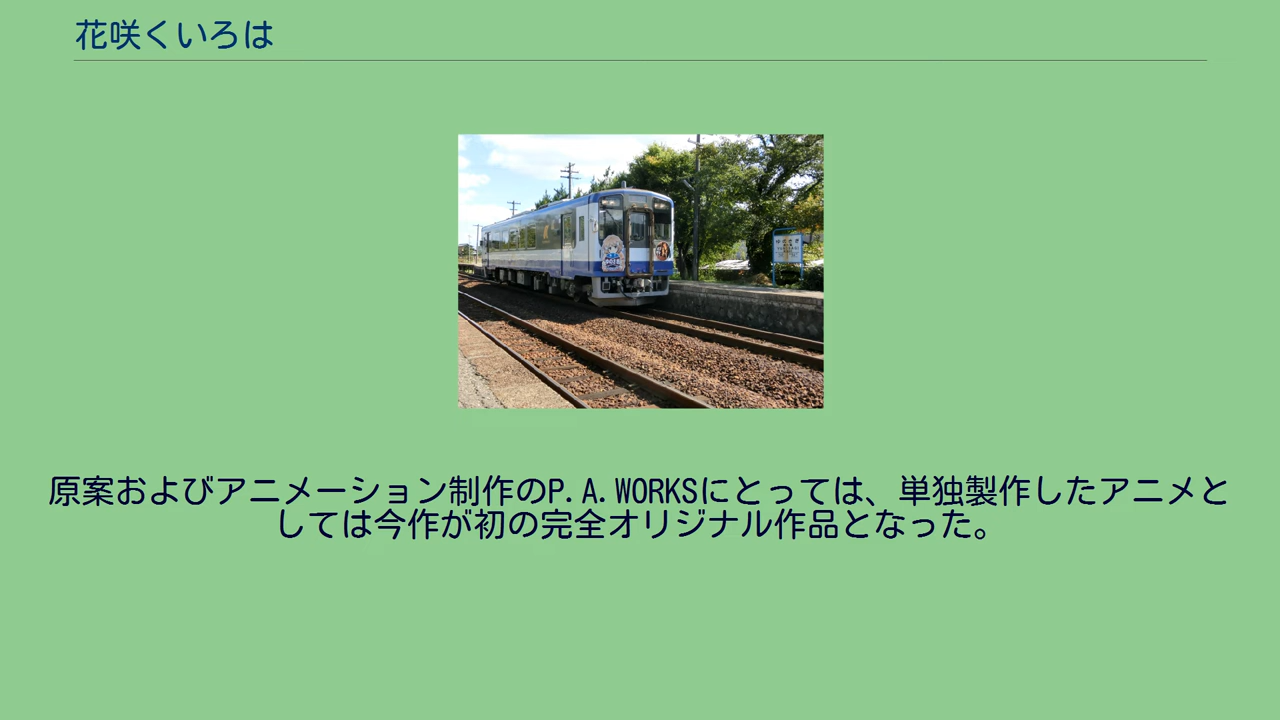 花咲くいろは
原案およびアニメーション制作のP.A.WORKSにとっては、単独製作したアニメと
しては今作が初の完全オリジナル作品となった。